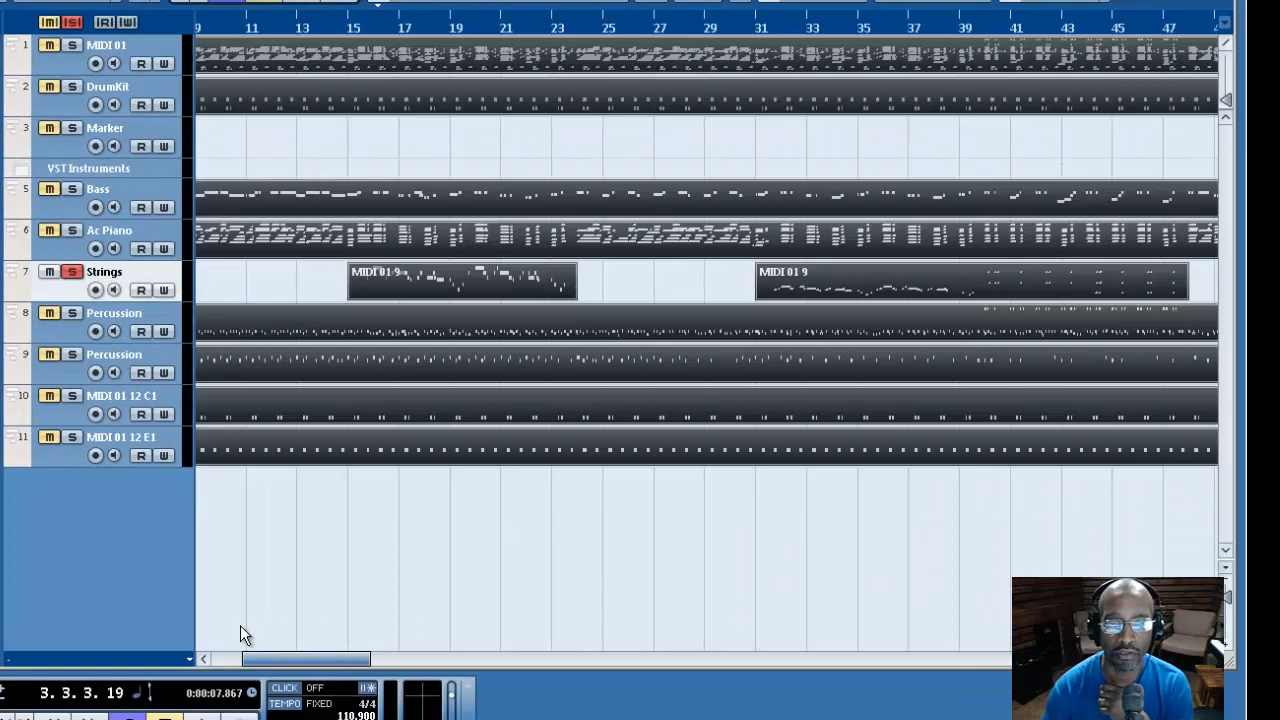 M S R W
9 11 13 15 17 19 21 23 25 27 29 31 33 35 37 39 41 43 45 47
1 M S MIDI 01
R W
2 M S DrumKit
R W
3 M S Marker
R W
VST Instruments
5 M S Bass
R W
6 M S Ac Piano
R W
7 M S Strings MIDI 01 9 MIDI 01 9
R W
8 M S Percussion
R W
9 M S Percussion
R W
10 M S MIDI 01 12 C1
R W
11 M S MIDI 01 12 E1
R W
3. 3. 3. 19 0:00:07.867 CLICK OFF
TEMPO FIXED 4/4
110,900